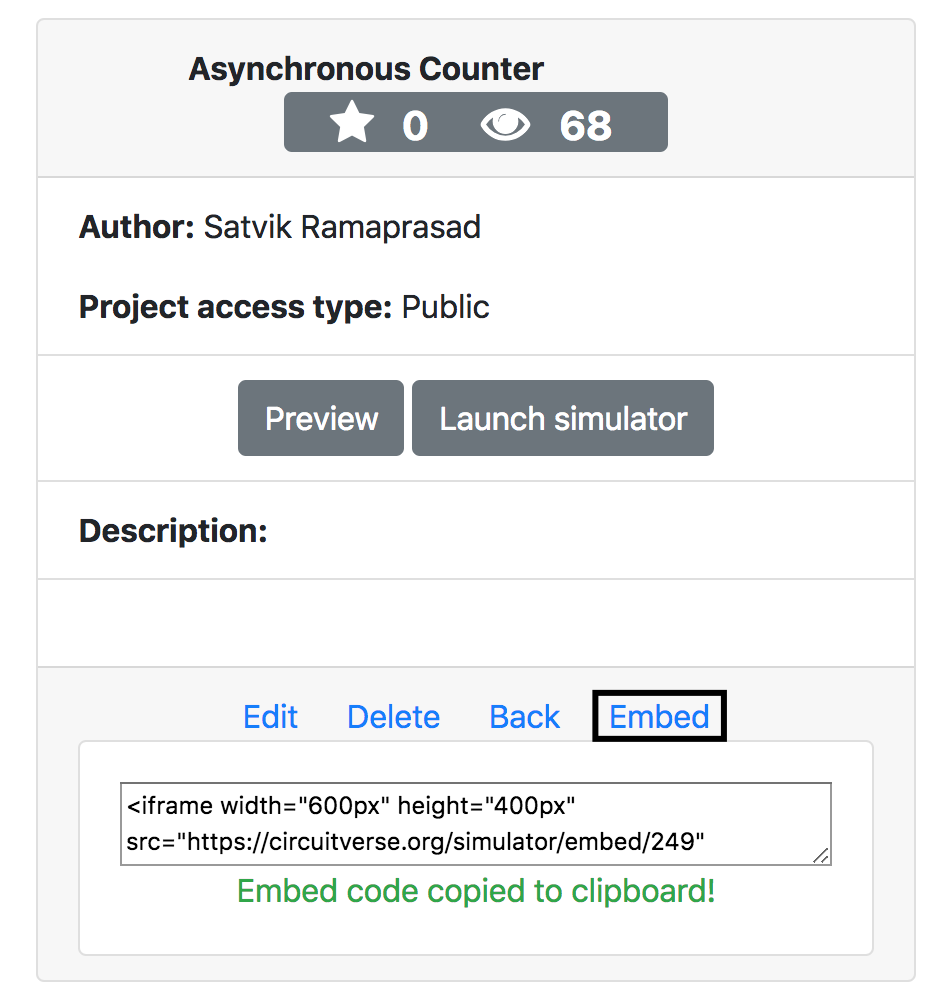 Asynchronous Counter
0 68
Author: Satvik Ramaprasad
Project access type: Public
Preview Launch simulator
Description:
Edit Delete Back Embed
<iframe width="600px" height="400px"
src="https://circuitverse.org/simulator/embed/249"
Embed code copied to clipboard!